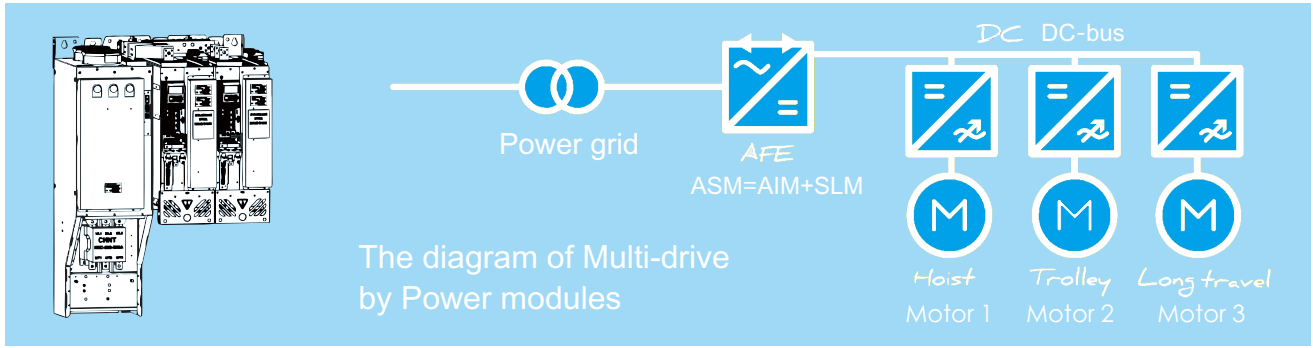 DC DC-bus
Power grid
AFE
ASM=AIM+SLM
The diagram of Multi-drive
by Power modules
M M M
Hoist Trolley Long travel
Motor 1 Motor 2 Motor 3
CHNT